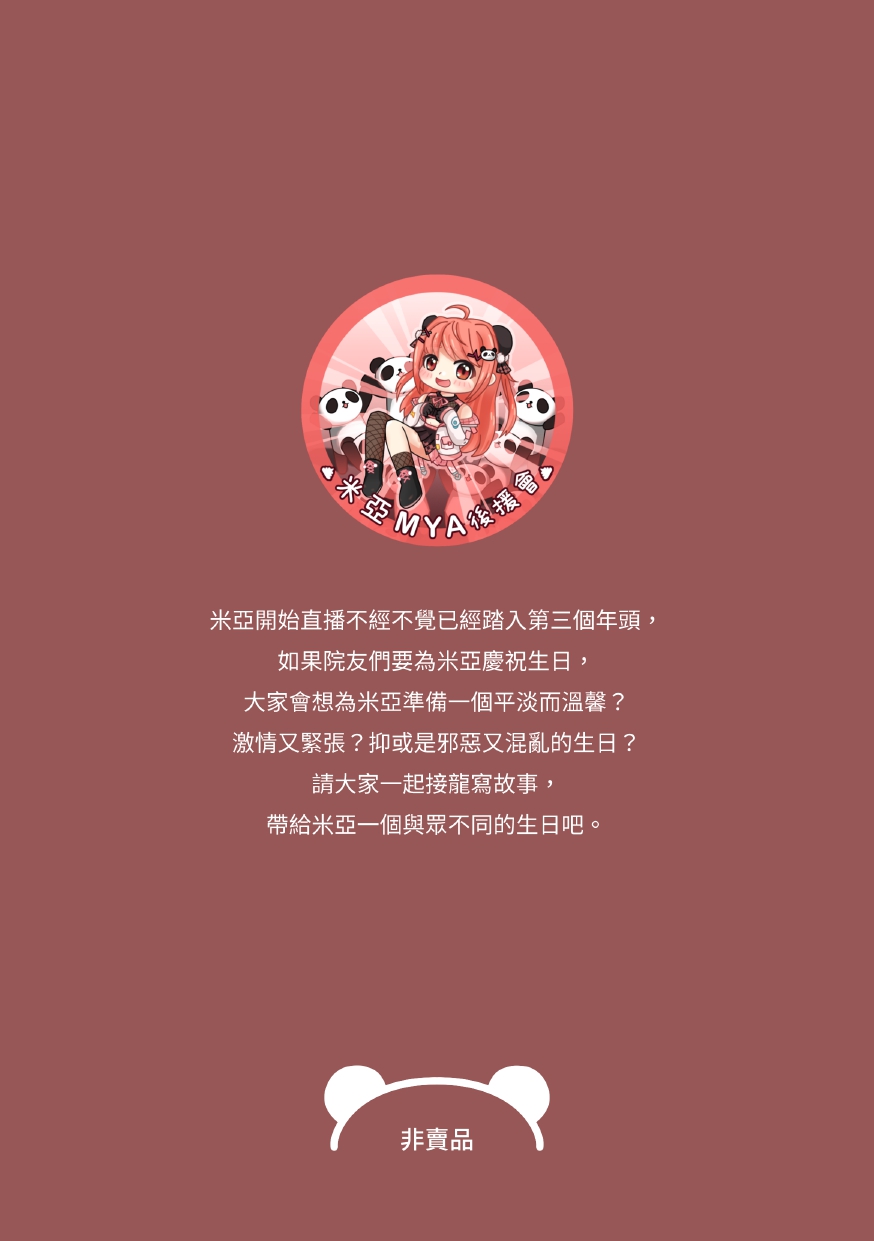 米亞MYA後援會
米亞開始直播不經不覺已經踏入第三個年頭，
如果院友們要為米亞慶祝生日，
大家會想為米亞準備一個平淡而溫馨？
激情又緊張？抑或是邪惡又混亂的生日？
請大家一起接龍寫故事，
帶給米亞一個與眾不同的生日吧。
非賣品